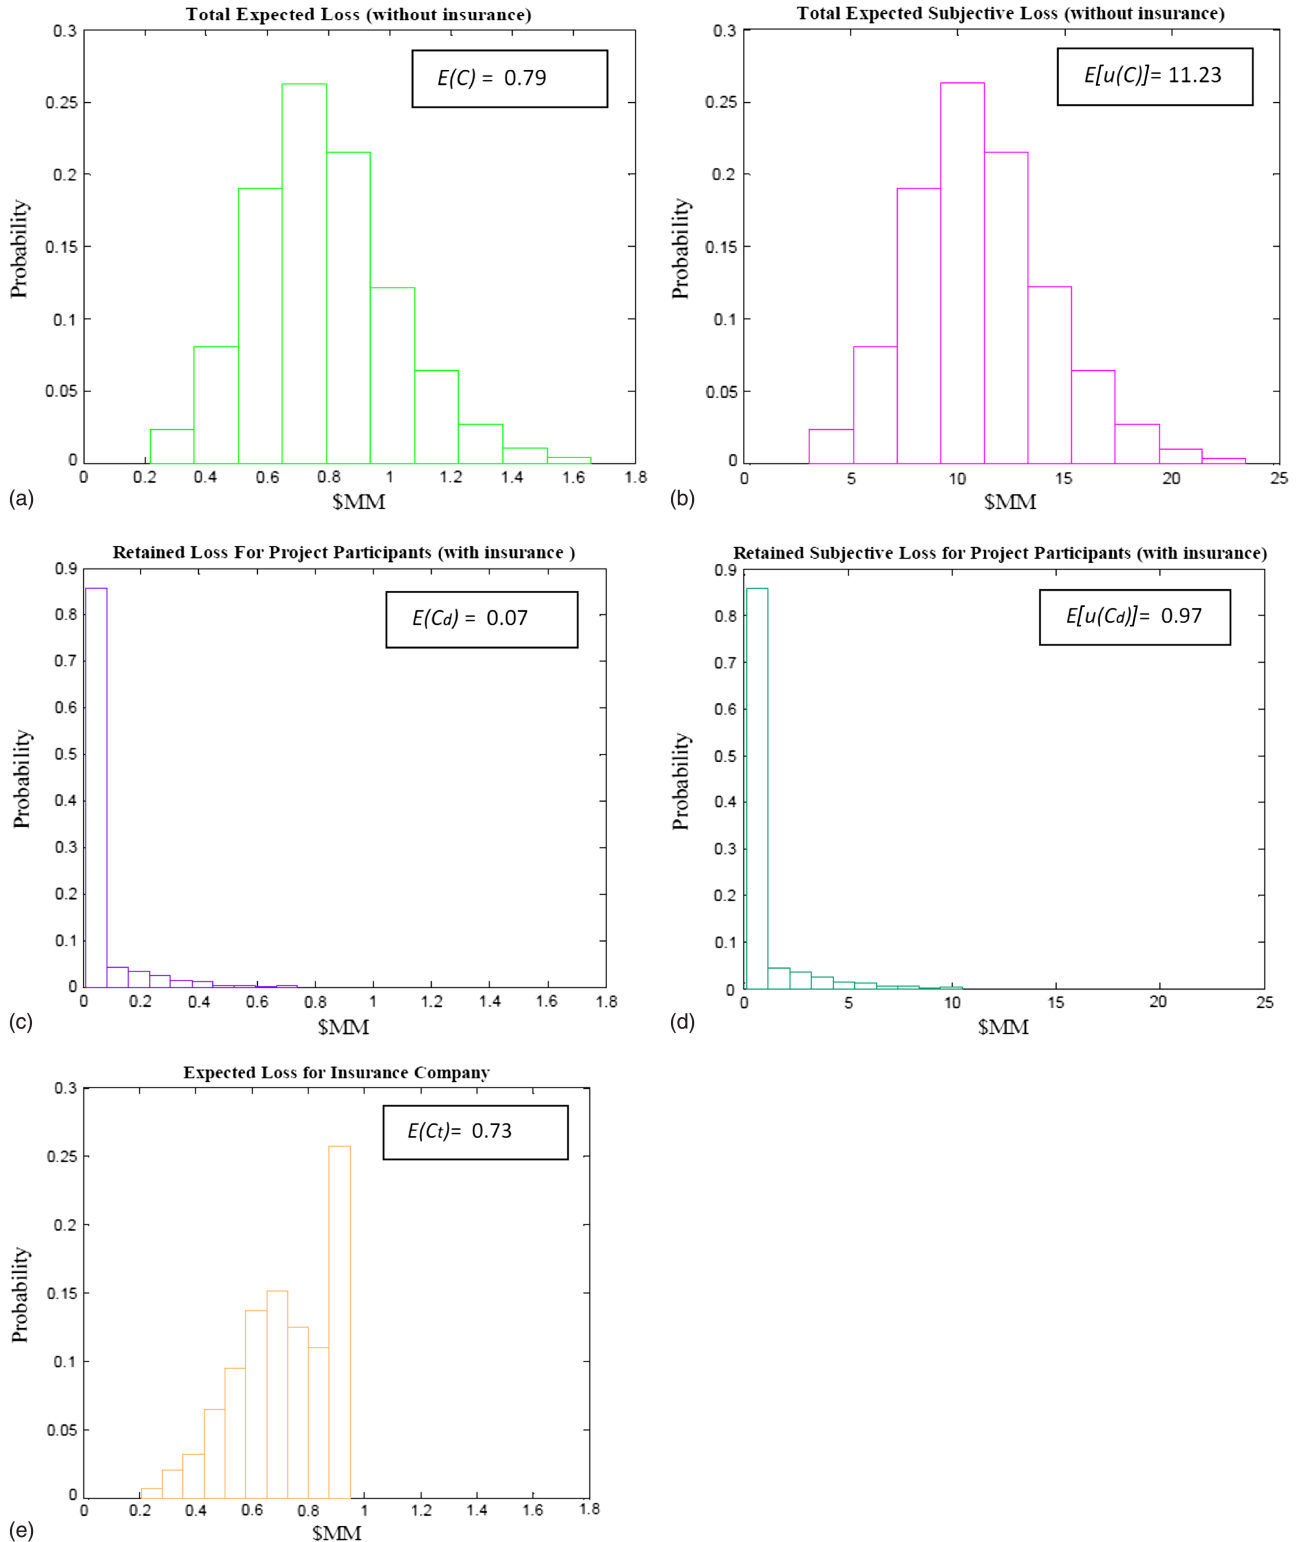 Total Expected Loss (without insurance)
E(C) = 0.79
0.3
0.25
0.2
0.15
0.1
0.05
0
Probability
0 0.2 0.4 0.6 0.8 1 1.2 1.4 1.6 1.8
$MM
(a)
Total Expected Subjective Loss (without insurance)
E[u(C)]= 11.23
0.3
0.25
0.2
0.15
0.1
0.05
0
Probability
0 5 10 15 20 25
$MM
(b)
Retained Loss For Project Participants (with insurance )
E(Cd) = 0.07
0.9
0.8
0.7
0.6
0.5
0.4
0.3
0.2
0.1
0
Probability
0 0.2 0.4 0.6 0.8 1 1.2 1.4 1.6 1.8
$MM
(c)
Retained Subjective Loss for Project Participants (with insurance)
E[u(Cd)]= 0.97
0.9
0.8
0.7
0.6
0.5
0.4
0.3
0.2
0.1
0
Probability
0 5 10 15 20 25
$MM
(d)
Expected Loss for Insurance Company
E(Ct)= 0.73
0.3
0.25
0.2
0.15
0.1
0.05
0
Probability
0 0.2 0.4 0.6 0.8 1 1.2 1.4 1.6 1.8
$MM
(e)